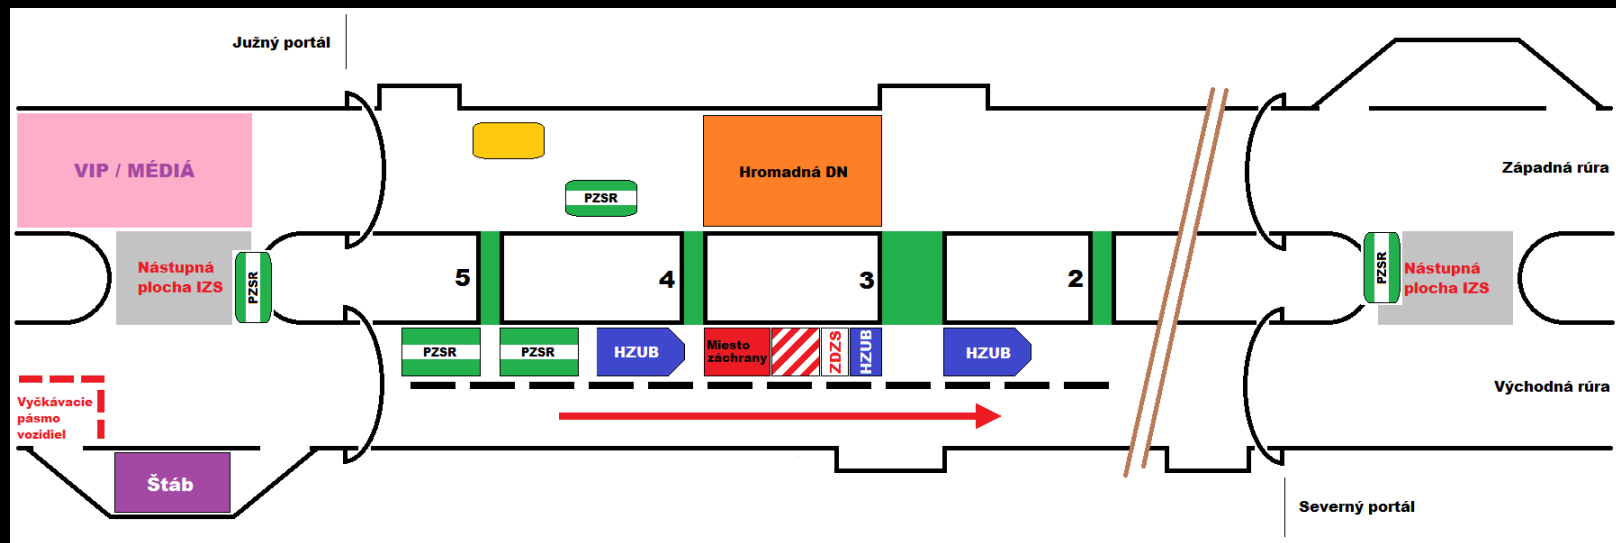 Južný portál
VIP / MÉDIÁ
PZSR
Hromadná DN
Západná rúra
Nástupná
plocha IZS
PZSR
5
4
3
2
PZSR
Nástupná
plocha IZS
PZSR
PZSR
HZUB
Miesto
záchrany
ZDZS
HZUB
HZUB
Východná rúra
Vyčkávacie
pásmo
vozidiel
Štáb
Severný portál